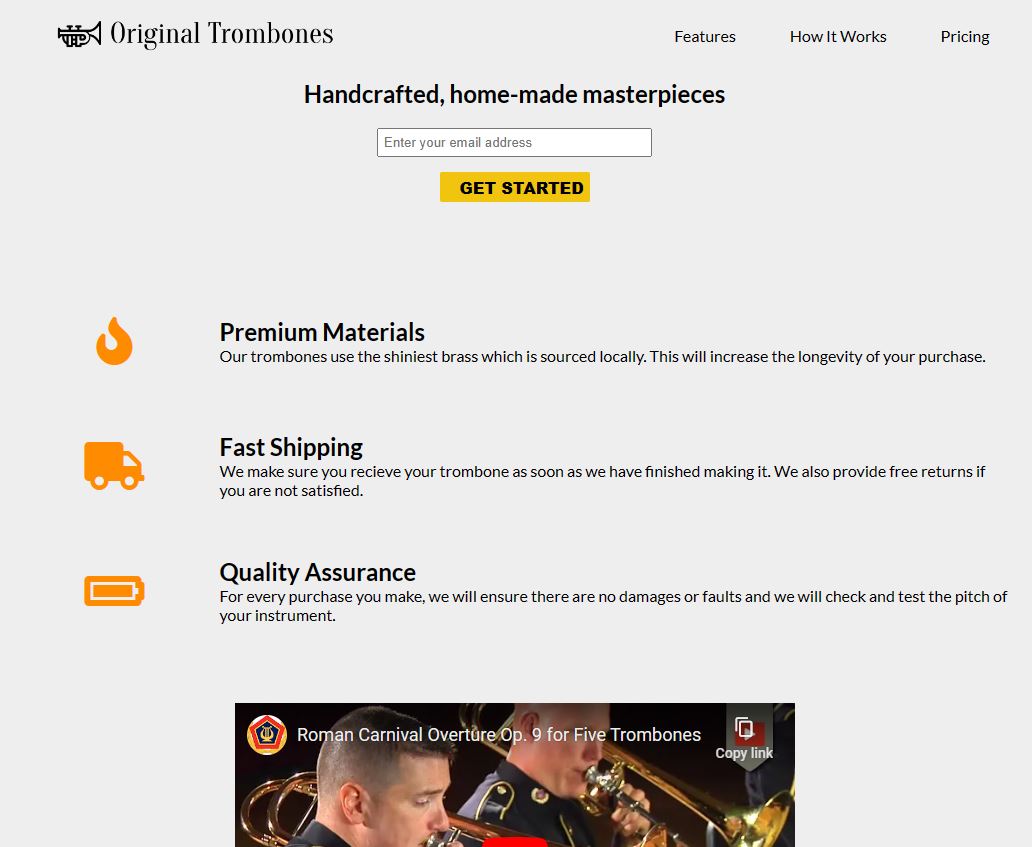 Original Trombones
Features
How It Works
Pricing
Handcrafted, home-made masterpieces
Enter your email address
GET STARTED
Premium Materials
Our trombones use the shiniest brass which is sourced locally. This will increase the longevity of your purchase.
Fast Shipping
We make sure you recieve your trombone as soon as we have finished making it. We also provide free returns if
you are not satisfied.
Quality Assurance
For every purchase you make, we will ensure there are no damages or faults and we will check and test the pitch of
your instrument.
Roman Carnival Overture Op. 9 for Five Trombones
Copy link